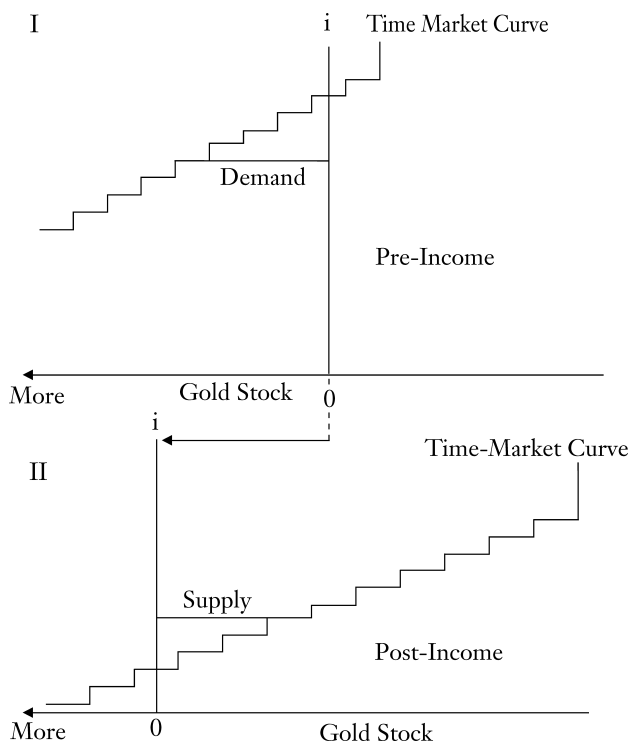 I
i
Time Market Curve
Demand
Pre-Income
More
Gold Stock
0
i
II
Time-Market Curve
Supply
Post-Income
More
0
Gold Stock